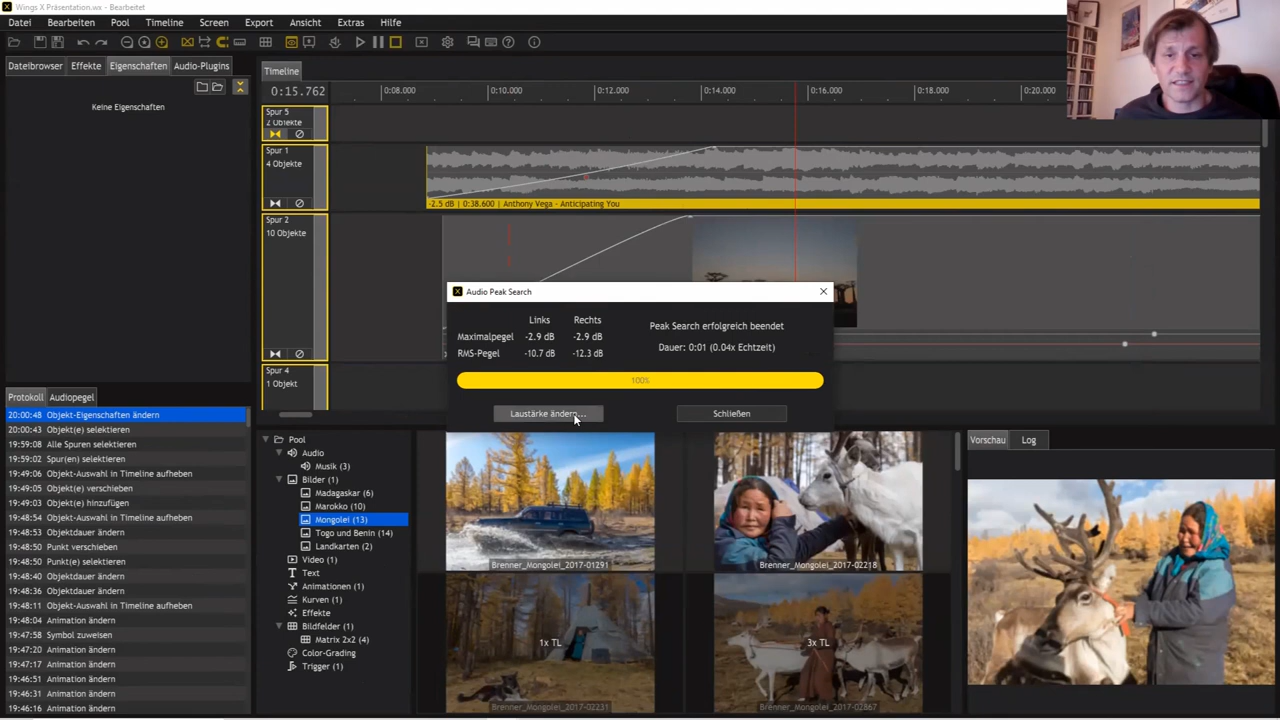 Wings X Präsentation.wx - Bearbeitet
Datei Bearbeiten Pool Timeline Screen Export Ansicht Extras Hilfe
Dateibrowser Effekte Eigenschaften Audio-Plugins
Keine Eigenschaften
Timeline
0:15.762 0:08.000 0:10.000 0:12.000 0:14.000 0:16.000 0:18.000 0:20.000
Spur 5
2 Objekte
Spur 1
4 Objekte
-2.5 dB | 0:38.600 | Anthony Vega - Anticipating You
Spur 2
10 Objekte
Spur 4
1 Objekt
Audio Peak Search
Links Rechts
Maximalpegel -2.9 dB -2.9 dB
RMS-Pegel -10.7 dB -12.3 dB
Peak Search erfolgreich beendet
Dauer: 0:01 (0.04x Echtzeit)
100%
Laustärke ändern...
Schließen
Protokoll Audiopegel
20:00:48 Objekt-Eigenschaften ändern
20:00:43 Objekt(e) selektieren
19:59:08 Alle Spuren selektieren
19:59:02 Spur(en) selektieren
19:49:06 Objekt-Auswahl in Timeline aufheben
19:49:05 Objekt(e) verschieben
19:49:03 Objekt(e) hinzufügen
19:48:54 Objekt-Auswahl in Timeline aufheben
19:48:53 Objektdauer ändern
19:48:50 Punkt verschieben
19:48:50 Punkt(e) selektieren
19:48:40 Objektdauer ändern
19:48:36 Objektdauer ändern
19:48:11 Objekt-Auswahl in Timeline aufheben
19:48:04 Animation ändern
19:47:58 Symbol zuweisen
19:47:20 Animation ändern
19:47:17 Animation ändern
19:46:51 Animation ändern
19:46:31 Animation ändern
19:46:16 Animation ändern
Pool
Audio
Musik (3)
Bilder (1)
Madagaskar (6)
Marokko (10)
Mongolei (13)
Togo und Benin (14)
Landkarten (2)
Video (1)
Text
Animationen (1)
Kurven (1)
Effekte
Bildfelder (1)
Matrix 2x2 (4)
Color-Grading
Trigger (1)
Brenner_Mongolei_2017-01291
Brenner_Mongolei_2017-02218
1x TL
3x TL
Brenner_Mongolei_2017-02231
Brenner_Mongolei_2017-02867
Vorschau Log